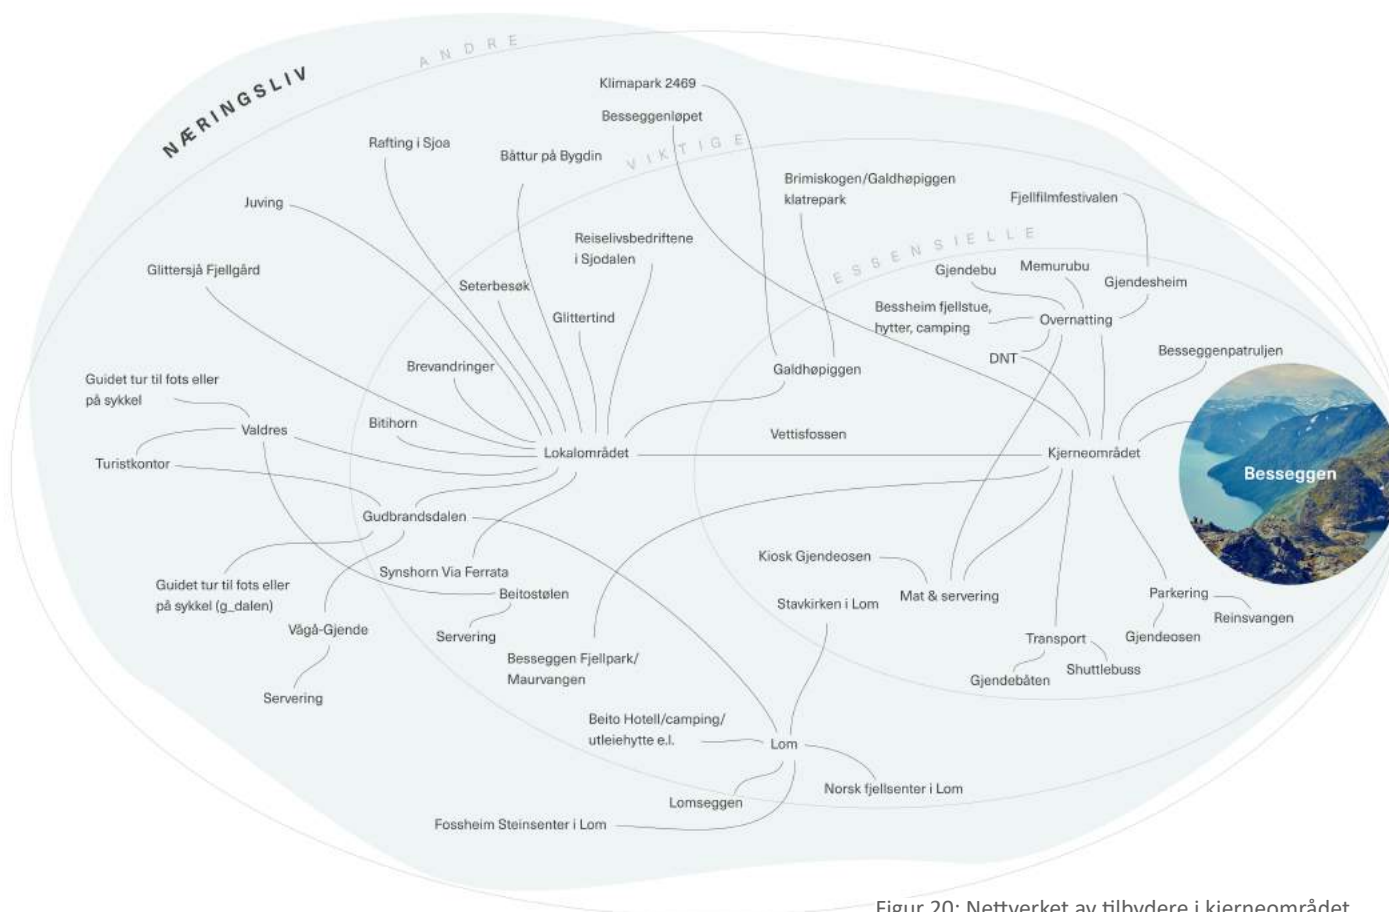 ANDRE
NÆRINGSLIV
Klimapark 2469
Besseggenløpet
Rafting i Sjoa
Båttur på Bygdin
VIKTIGE
Brimiskogen/Galdhøpiggen
klatrepark
Fjellfilmfestivalen
Juving
Reiselivsbedriftene
i Sjodalen
ESSENSIELLE
Glittersjå Fjellgård
Seterbesøk
Gjendebu
Memurubu
Gjendesheim
Glittertind
Bessheim fjellstue,
hytter, camping
Overnatting
Brevandringer
Galdhøpiggen
DNT
Besseggenpatruljen
Guidet tur til fots eller
på sykkel
Valdres
Bitihorn
Vettisfossen
Turistkontor
Lokalområdet
Kjerneområdet
Besseggen
Gudbrandsdalen
Kiosk Gjendeosen
Synshorn Via Ferrata
Guidet tur til fots eller
på sykkel (g_dalen)
Beitostølen
Stavkirken i Lom
Mat & servering
Parkering
Reinsvangen
Vågå-Gjende
Servering
Transport
Gjendeosen
Besseggen Fjellpark/
Maurvangen
Gjendebåten
Shuttlebuss
Servering
Beito Hotell/camping/
utleiehytte e.l.
Lom
Lomseggen
Norsk fjellsenter i Lom
Fossheim Steinsenter i Lom
Figur 20: Nettverket av tilbydere i kjerneområdet